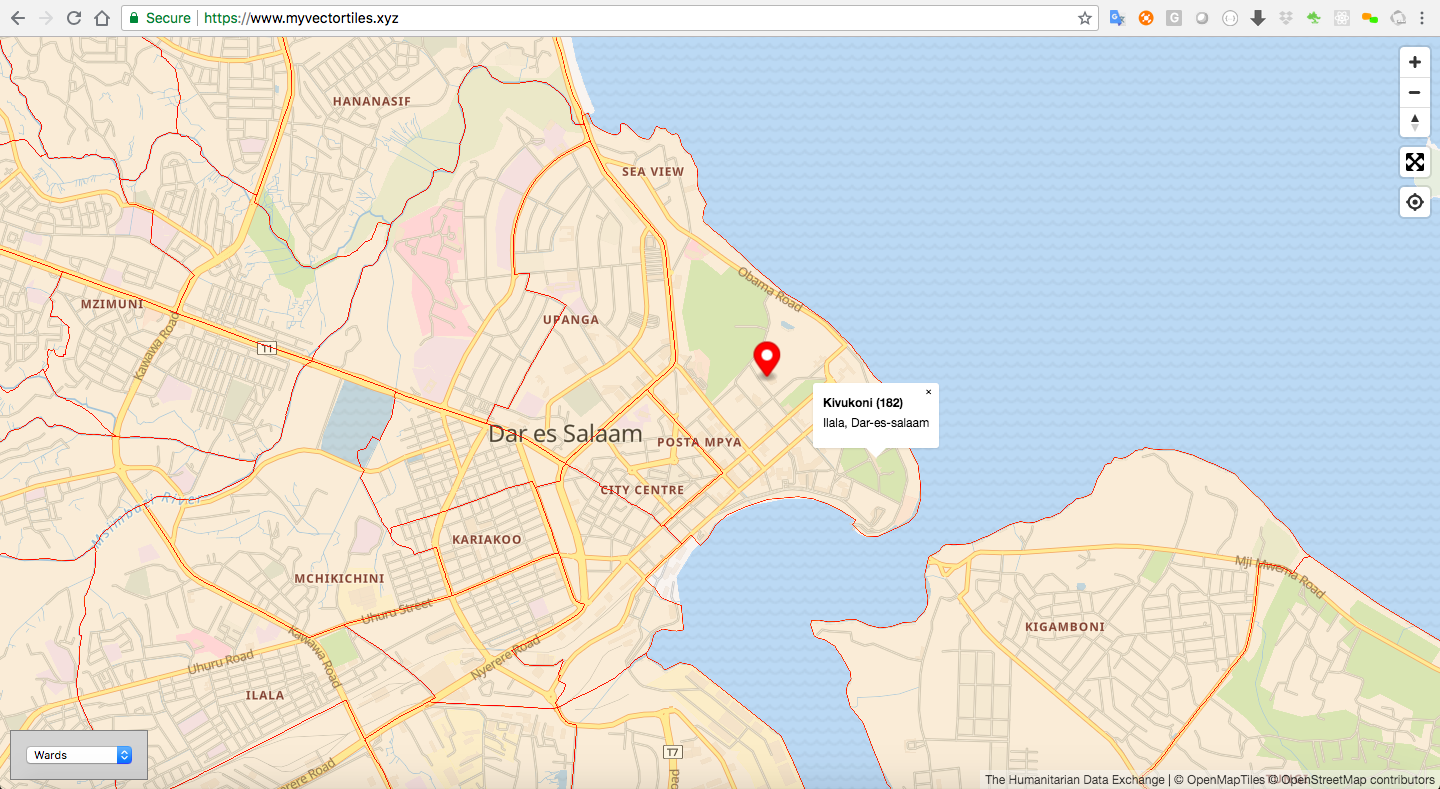 Secure
https://www.myvectortiles.xyz
HANANASIF
SEA VIEW
Obama Road
MZIMUNI
UPANGA
Kawawa Road
T1
×
Kivukoni (182)
Ilala, Dar-es-salaam
Dar es Salaam
POSTA MPYA
CITY CENTRE
KARIAKOO
MCHIKICHINI
Mji Mwema Road
Uhuru Street
KIGAMBONI
Kawawa Road
Uhuru Road
Nyerere Road
ILALA
Wards
T7
Nyerere Road
The Humanitarian Data Exchange | © OpenMapTiles © OpenStreetMap contributors